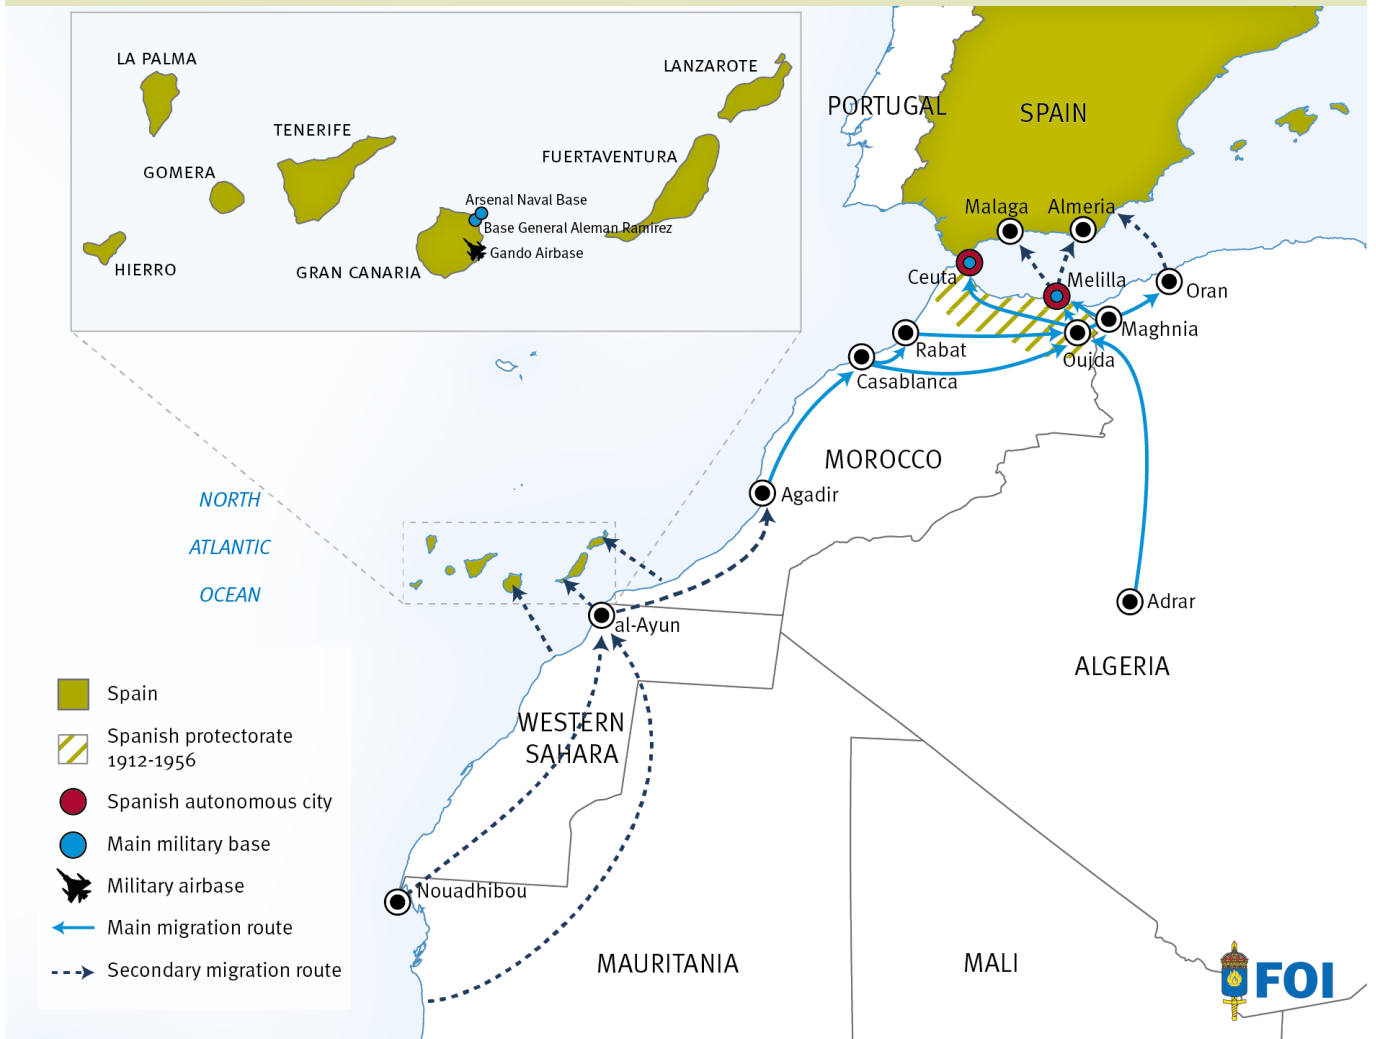 LA PALMA
LANZAROTE
TENERIFE
FUERTAVENTURA
GOMERA
Arsenal Naval Base
Base General Aleman Ramirez
Gando Airbase
HIERRO
GRAN CANARIA
PORTUGAL
SPAIN
Malaga
Almeria
Ceuta
Melilla
Oran
Maghnia
Rabat
Oujda
Casablanca
MOROCCO
Agadir
NORTH
ATLANTIC
OCEAN
Adrar
al-Ayun
ALGERIA
WESTERN
SAHARA
Nouadhibou
MAURITANIA
MALI
Spain
Spanish protectorate
1912-1956
Spanish autonomous city
Main military base
Military airbase
Main migration route
Secondary migration route
FOI